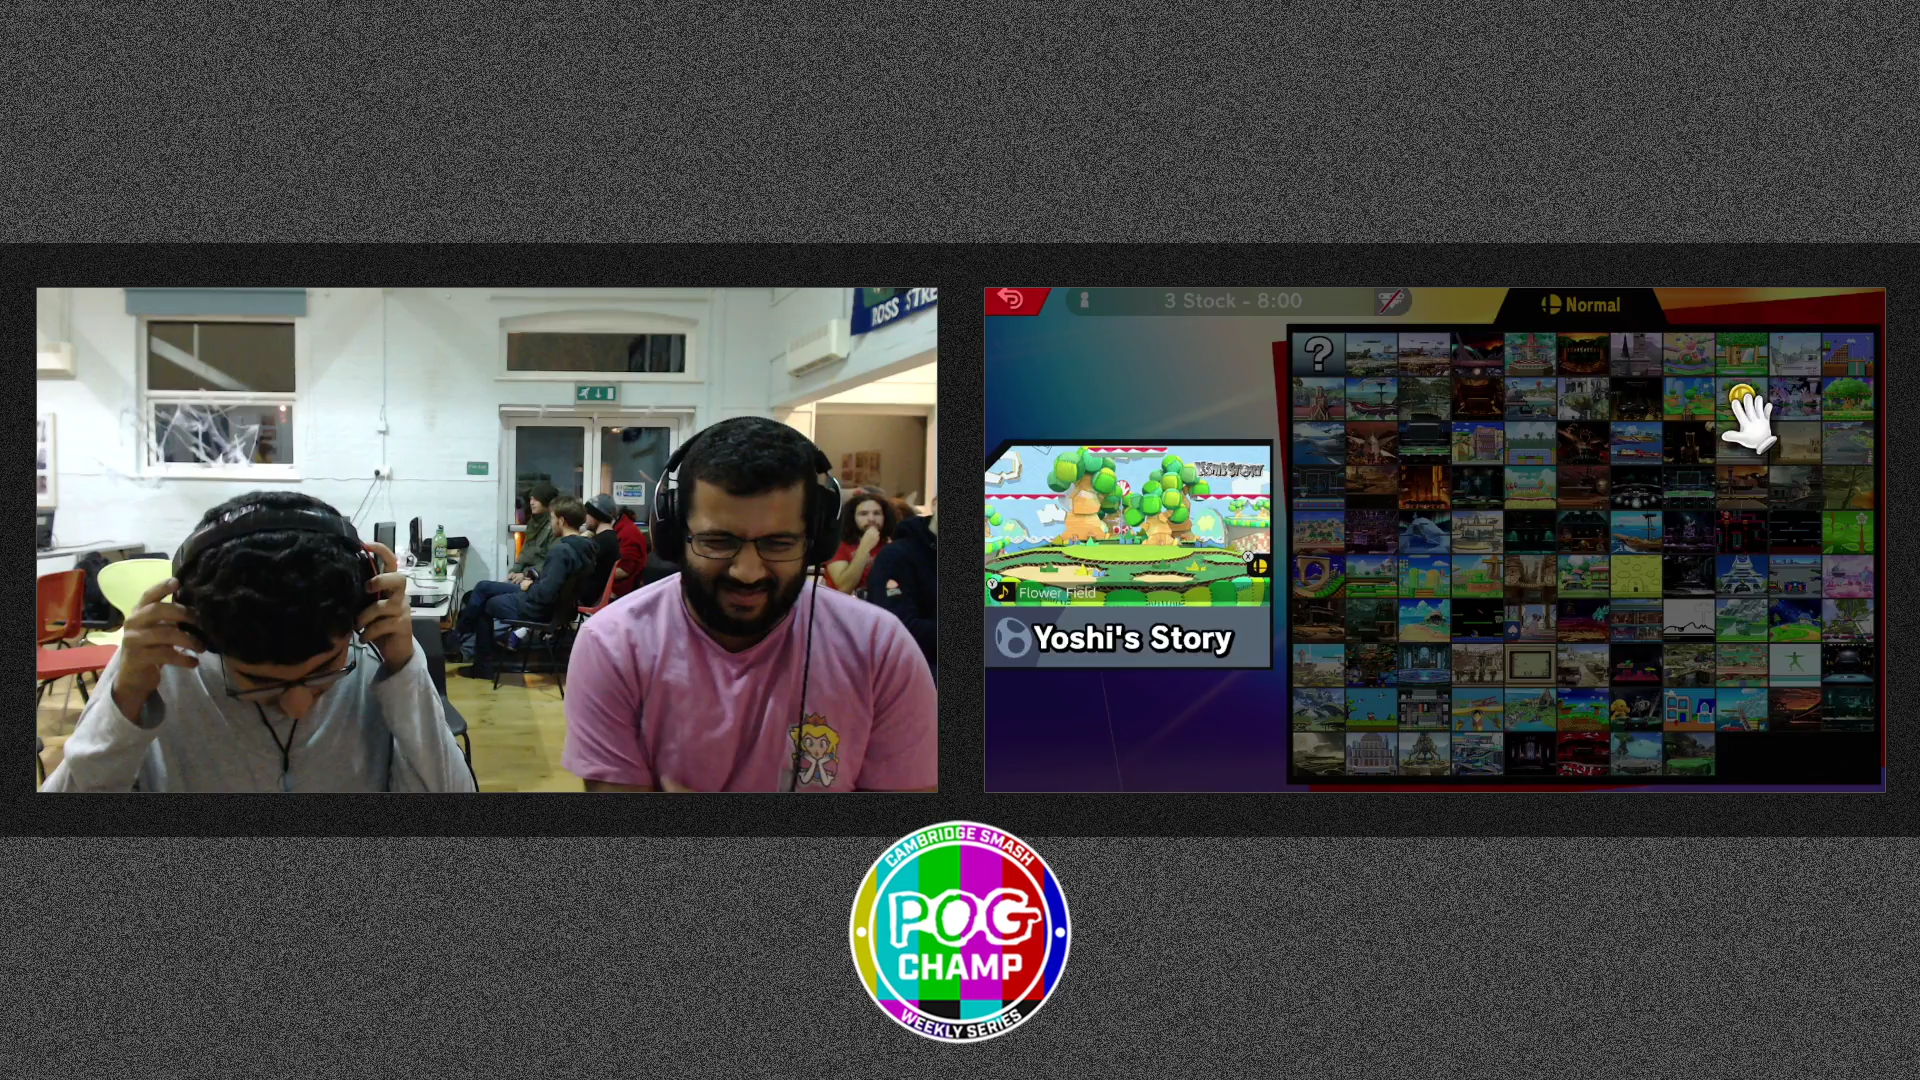 ROSS STRE
3 Stock - 8:00
Normal
?
Flower Field
Yoshi's Story
CAMBRIDGE SMASH
POG
CHAMP
WEEKLY SERIES